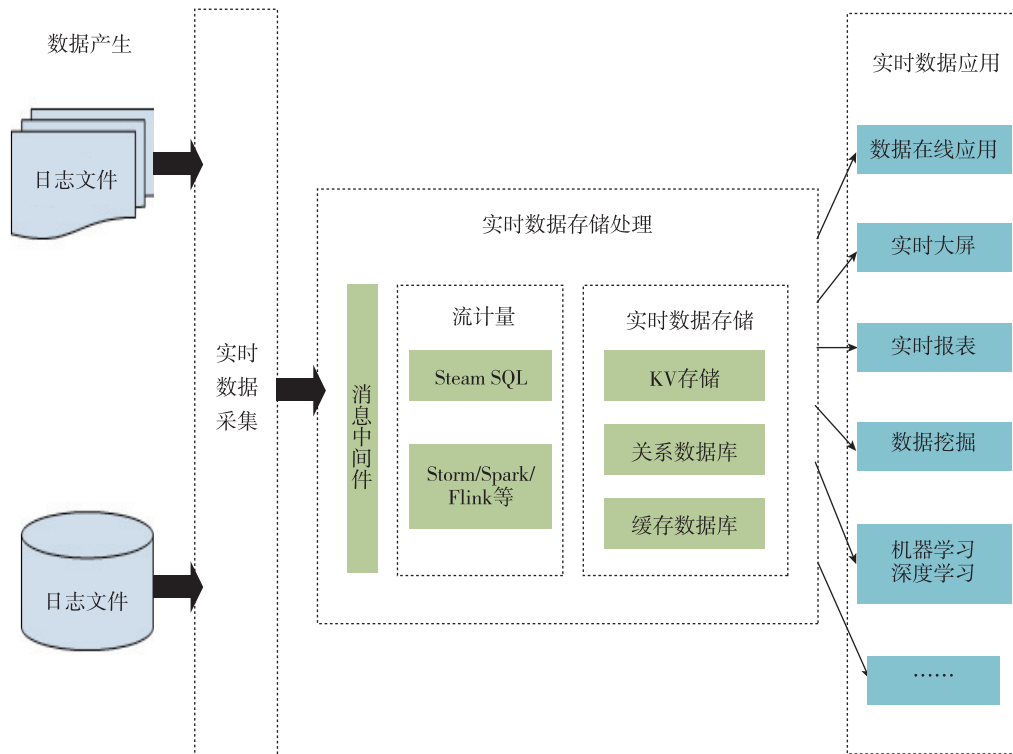 数据产生
日志文件
日志文件
实时
数据
采集
实时数据存储处理
消息中间件
流计量
Steam SQL
Storm/Spark/
Flink等
实时数据存储
KV存储
关系数据库
缓存数据库
实时数据应用
数据在线应用
实时大屏
实时报表
数据挖掘
机器学习
深度学习
……